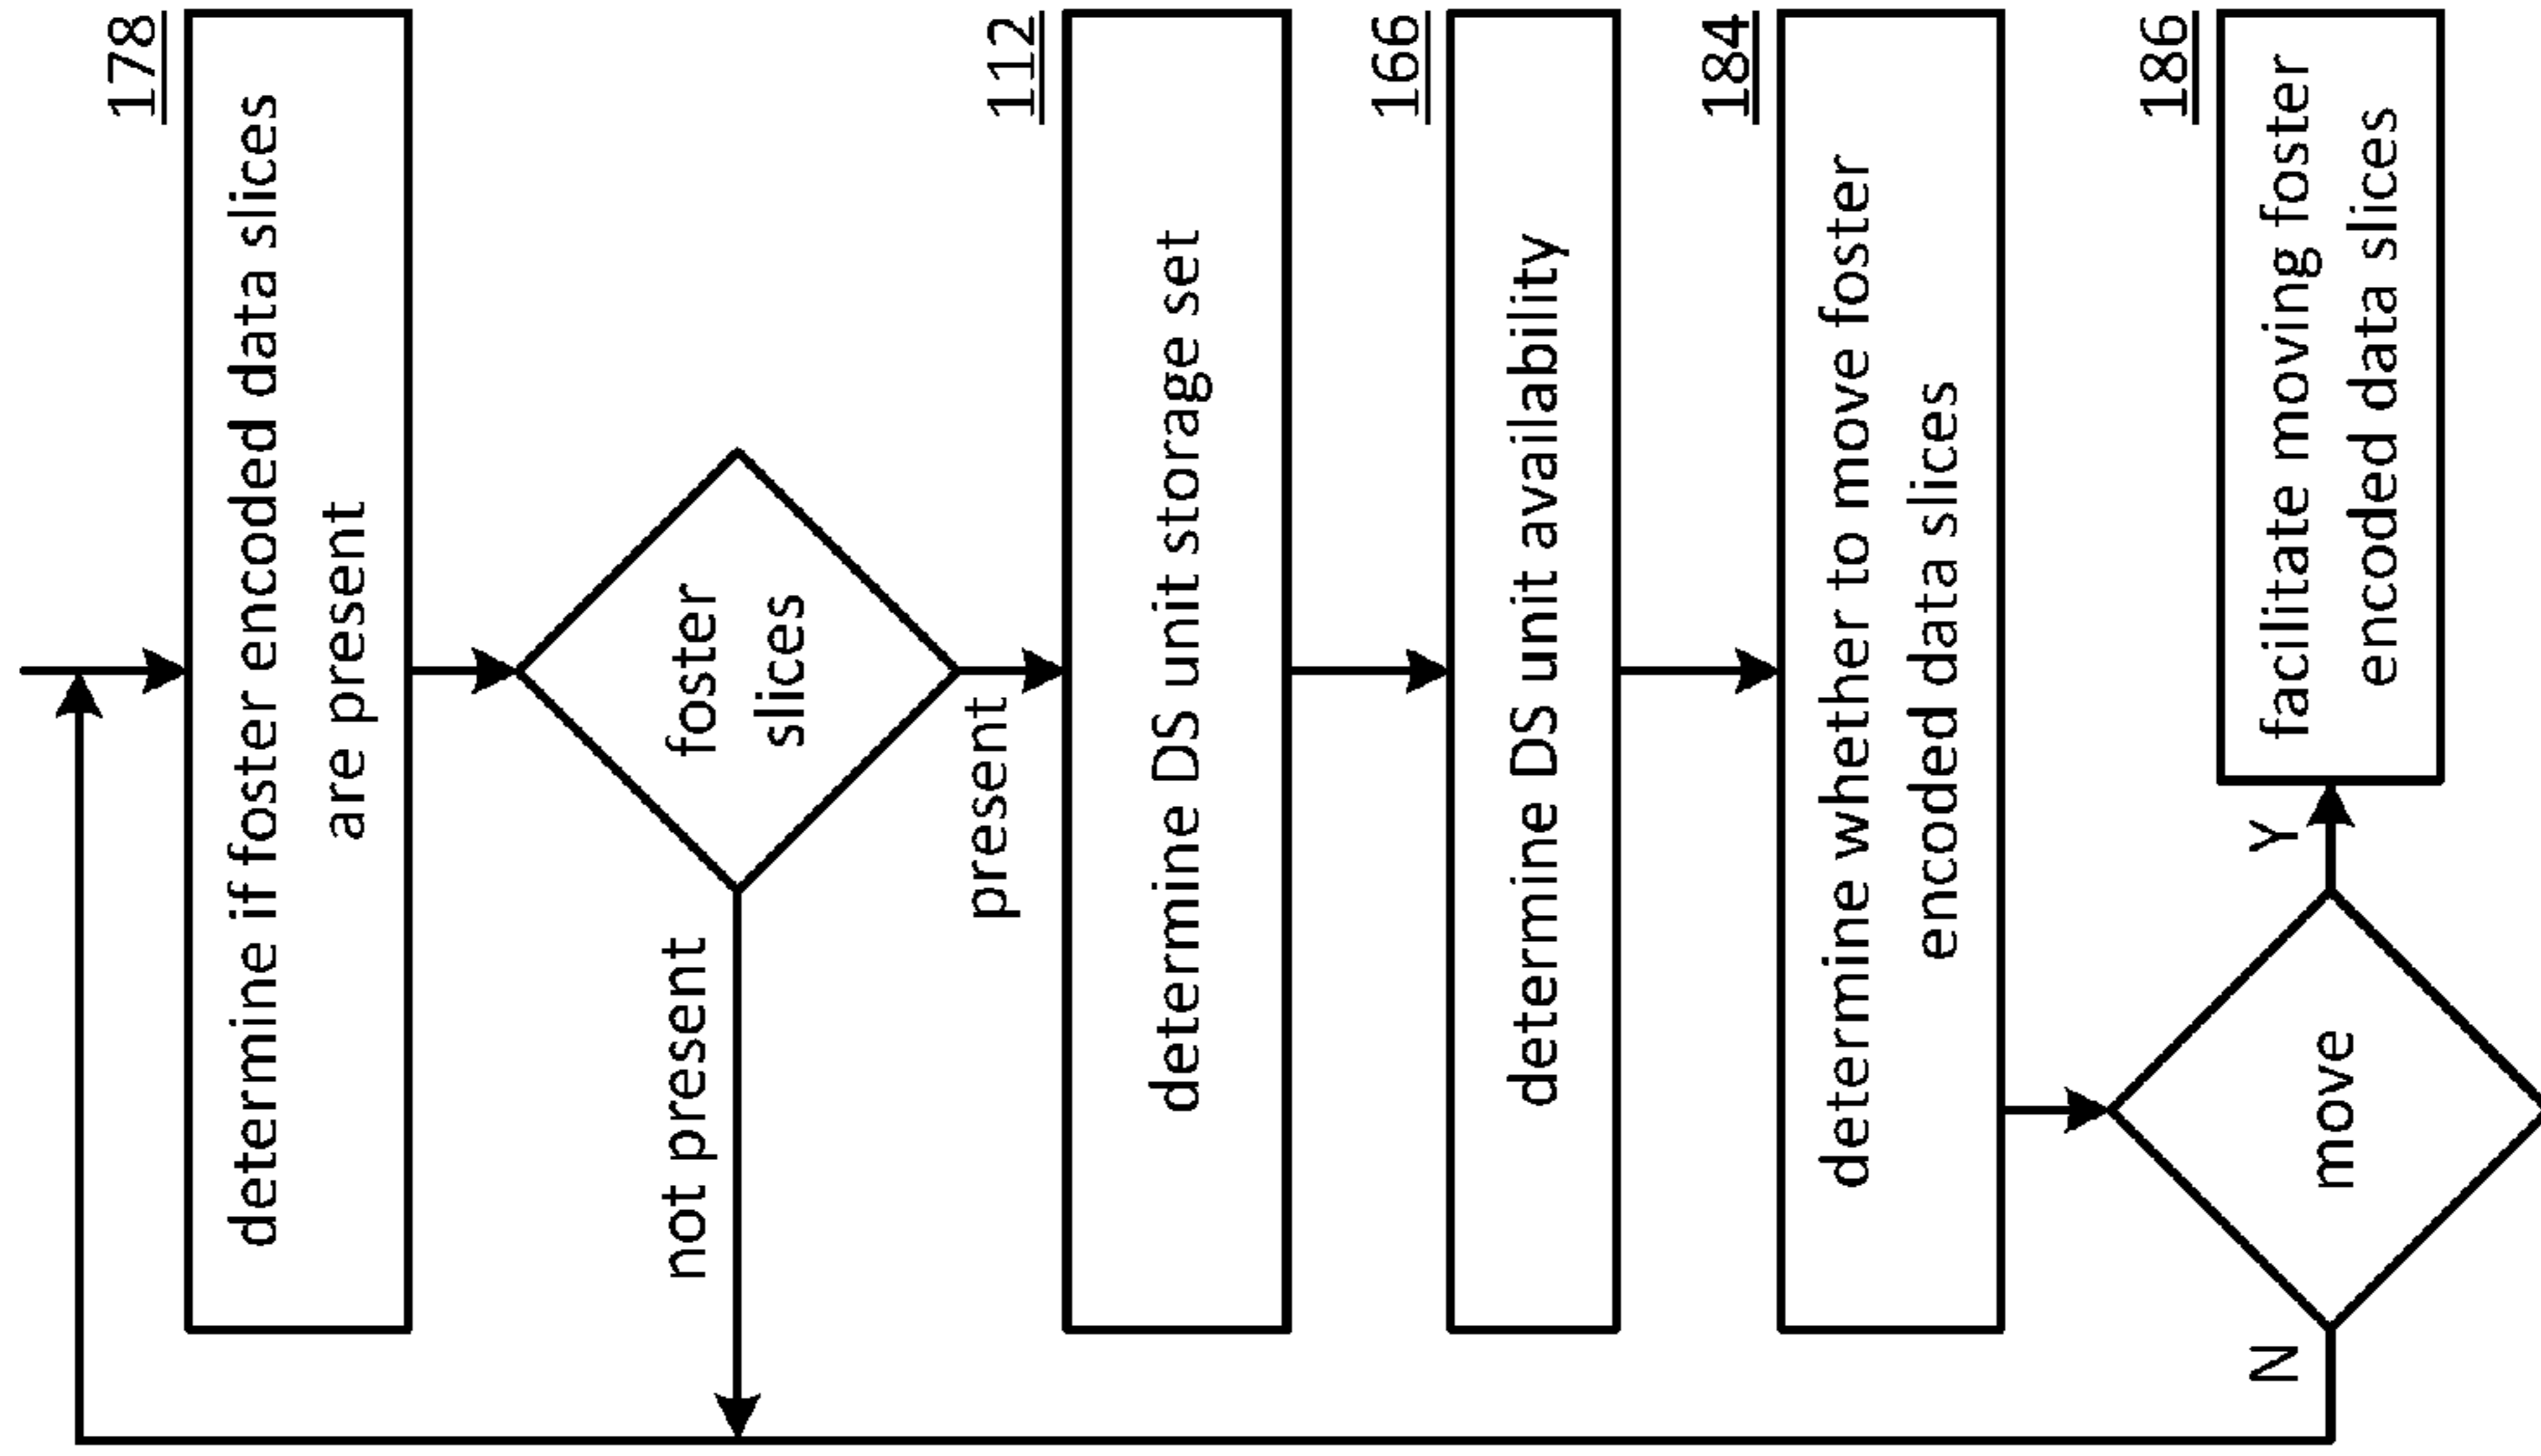 178
determine if foster encoded data slices
are present
foster
slices
not present
present
112
determine DS unit storage set
166
determine DS unit availability
184
determine whether to move foster
encoded data slices
move
N
Y
186
facilitate moving foster
encoded data slices